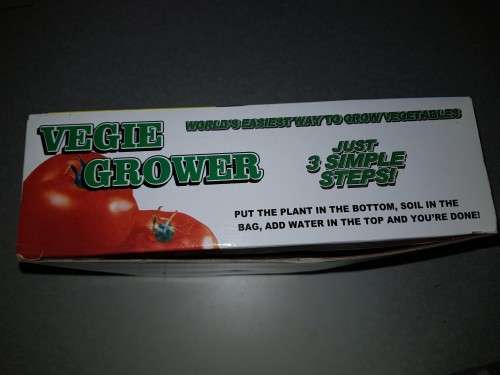 VEGIE
GROWER
WORLD'S EASIEST WAY TO GROW VEGETABLES
JUST
3 SIMPLE
STEPS!
PUT THE PLANT IN THE BOTTOM, SOIL IN THE
BAG, ADD WATER IN THE TOP AND YOU'RE DONE!